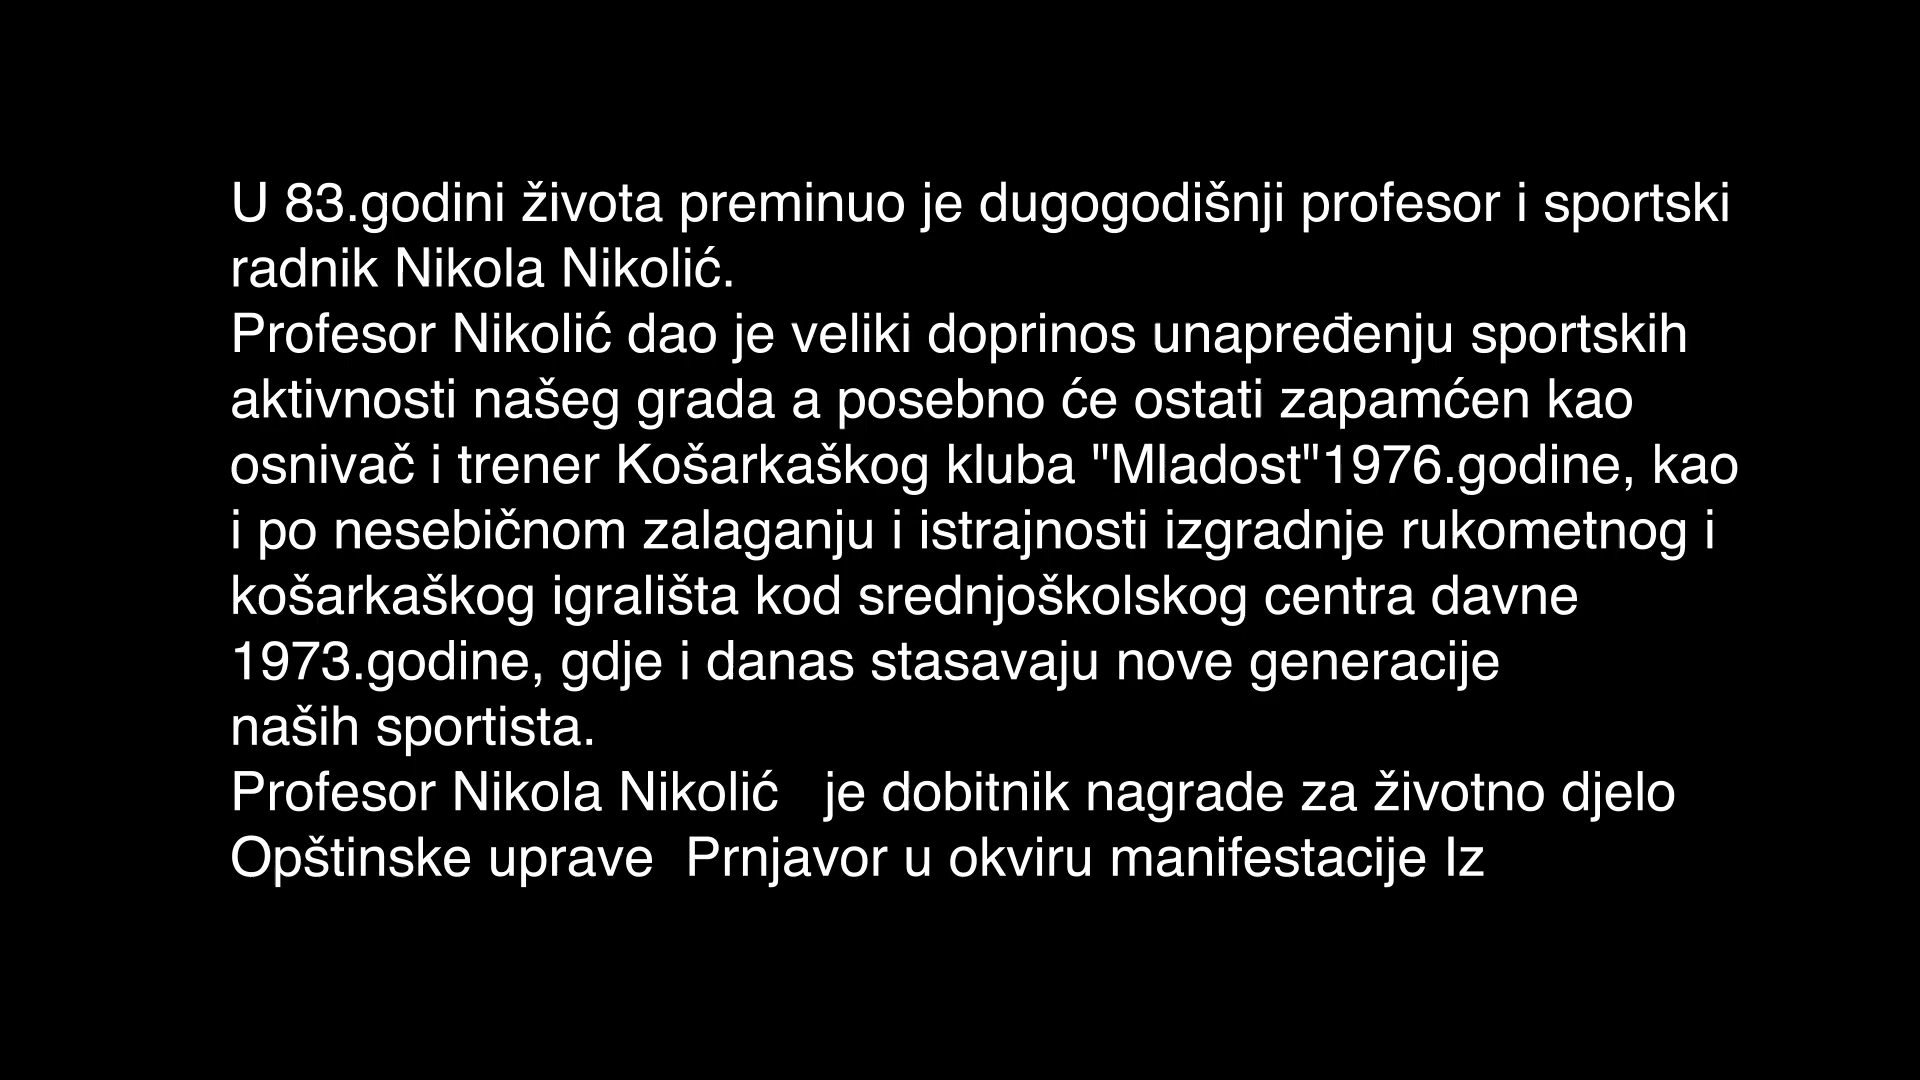 U 83.godini života preminuo je dugogodišnji profesor i sportski
radnik Nikola Nikolić.
Profesor Nikolić dao je veliki doprinos unapređenju sportskih
aktivnosti našeg grada a posebno će ostati zapamćen kao
osnivač i trener Košarkaškog kluba "Mladost"1976.godine, kao
i po nesebičnom zalaganju i istrajnosti izgradnje rukometnog i
košarkaškog igrališta kod srednjoškolskog centra davne
1973.godine, gdje i danas stasavaju nove generacije
naših sportista.
Profesor Nikola Nikolić   je dobitnik nagrade za životno djelo
Opštinske uprave  Prnjavor u okviru manifestacije Iz